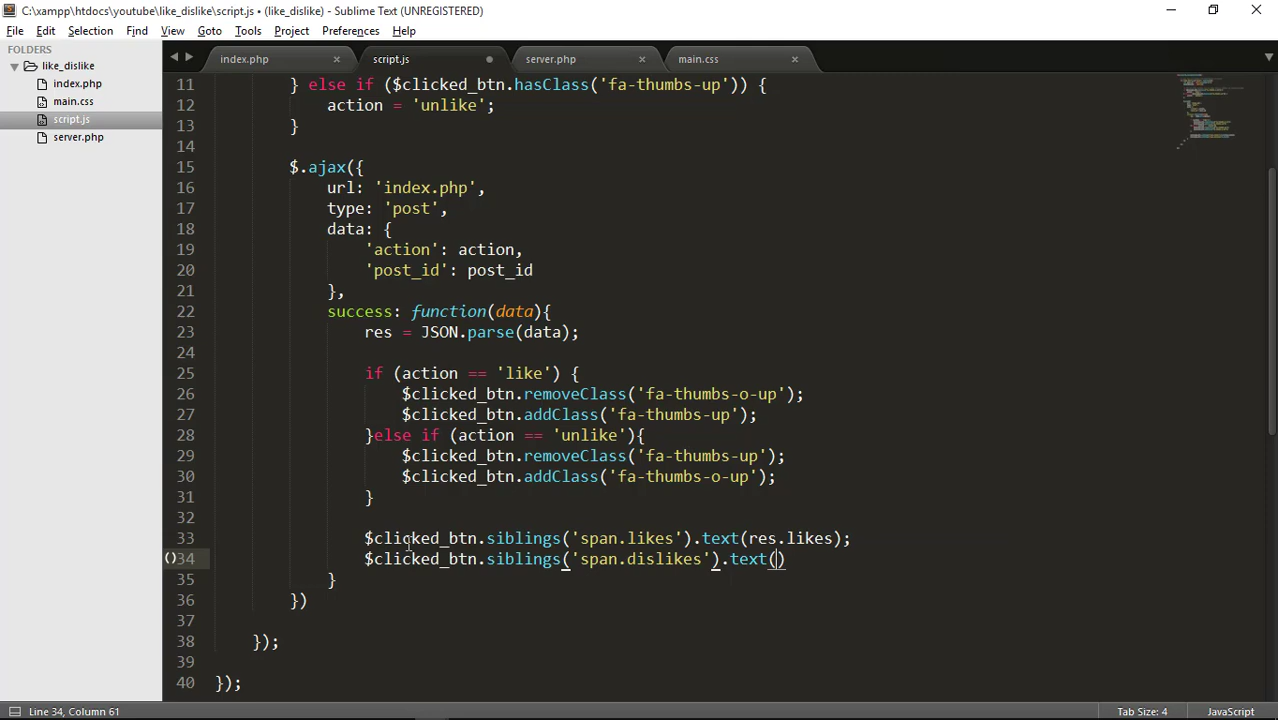 C:\xampp\htdocs\youtube\like_dislike\script.js • (like_dislike) - Sublime Text (UNREGISTERED)
File Edit Selection Find View Goto Tools Project Preferences Help
FOLDERS
like_dislike
index.php
main.css
script.js
server.php
index.php script.js server.php main.css
11 } else if ($clicked_btn.hasClass('fa-thumbs-up')) {
12 action = 'unlike';
13 }
14
15 $.ajax({
16 url: 'index.php',
17 type: 'post',
18 data: {
19 'action': action,
20 'post_id': post_id
21 },
22 success: function(data){
23 res = JSON.parse(data);
24
25 if (action == 'like') {
26 $clicked_btn.removeClass('fa-thumbs-o-up');
27 $clicked_btn.addClass('fa-thumbs-up');
28 }else if (action == 'unlike'){
29 $clicked_btn.removeClass('fa-thumbs-up');
30 $clicked_btn.addClass('fa-thumbs-o-up');
31 }
32
33 $clicked_btn.siblings('span.likes').text(res.likes);
34 $clicked_btn.siblings('span.dislikes').text()
35 }
36 })
37
38 });
39
40 });
Line 34, Column 61 Tab Size: 4 JavaScript